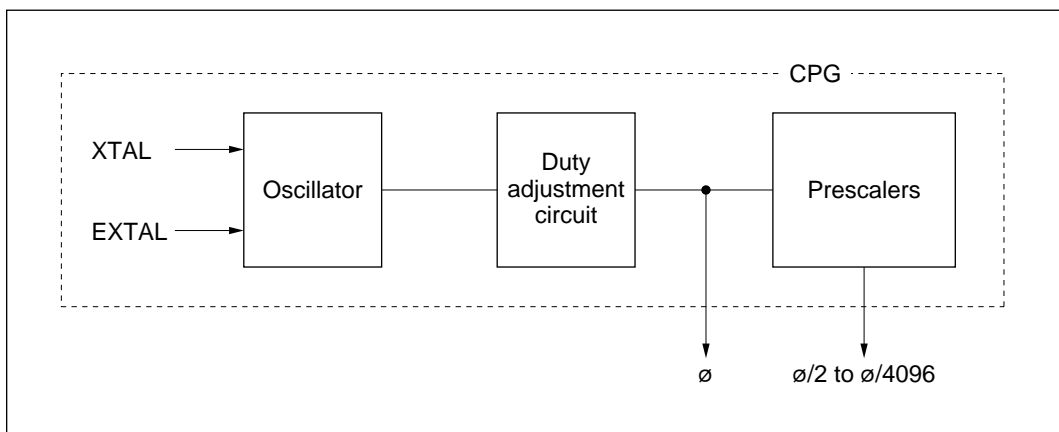 CPG
XTAL
EXTAL
Oscillator
Duty
adjustment
circuit
Prescalers
ø
ø/2 to ø/4096